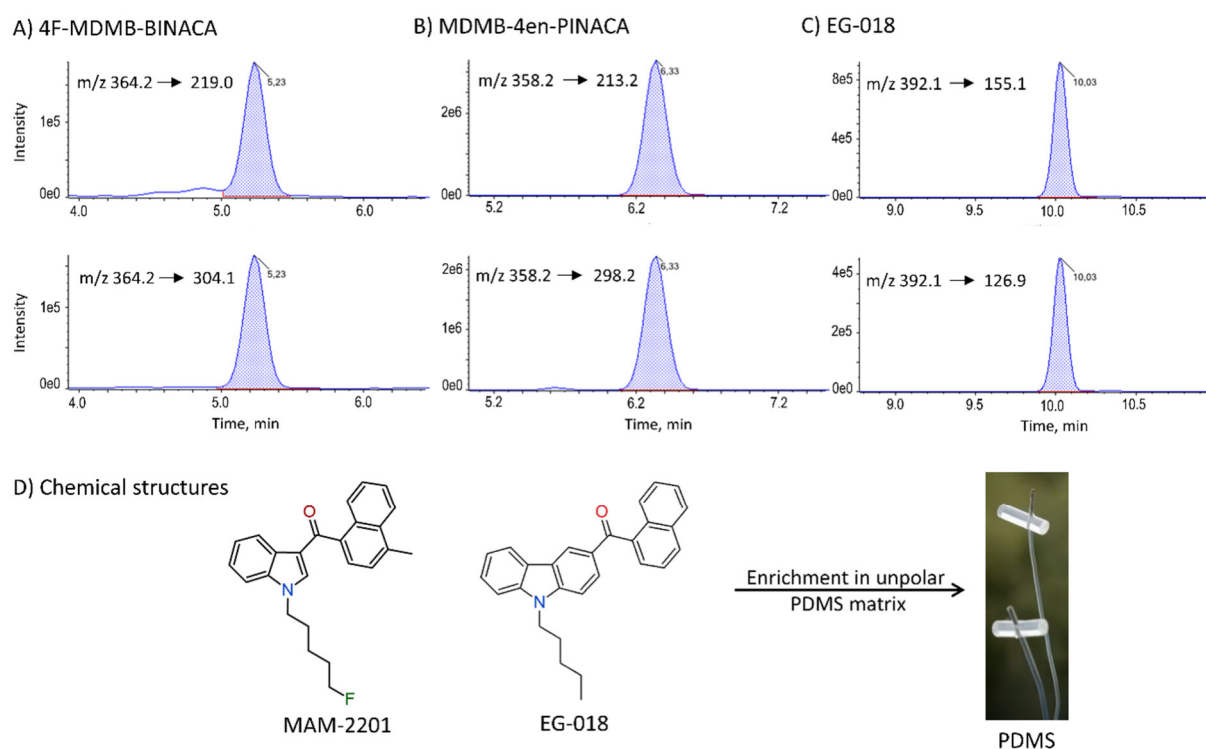 A) 4F-MDMB-BINACA
B) MDMB-4en-PINACA
C) EG-018
Intensity
1e5
0e0
m/z 364.2 → 219.0
5,23
4.0
5.0
6.0
2e6
0e0
m/z 358.2 → 213.2
6,33
5.2
6.2
7.2
8e5
4e5
0e0
m/z 392.1 → 155.1
10,03
9.0
9.5
10.0
10.5
Intensity
1e5
0e0
m/z 364.2 → 304.1
5,23
4.0
5.0
6.0
Time, min
2e6
1e6
0e0
m/z 358.2 → 298.2
6,33
5.2
6.2
7.2
Time, min
4e5
2e5
0e0
m/z 392.1 → 126.9
10,03
9.0
9.5
10.0
10.5
Time, min
D) Chemical structures
O
N
F
MAM-2201
O
N
EG-018
Enrichment in unpolar
PDMS matrix
PDMS